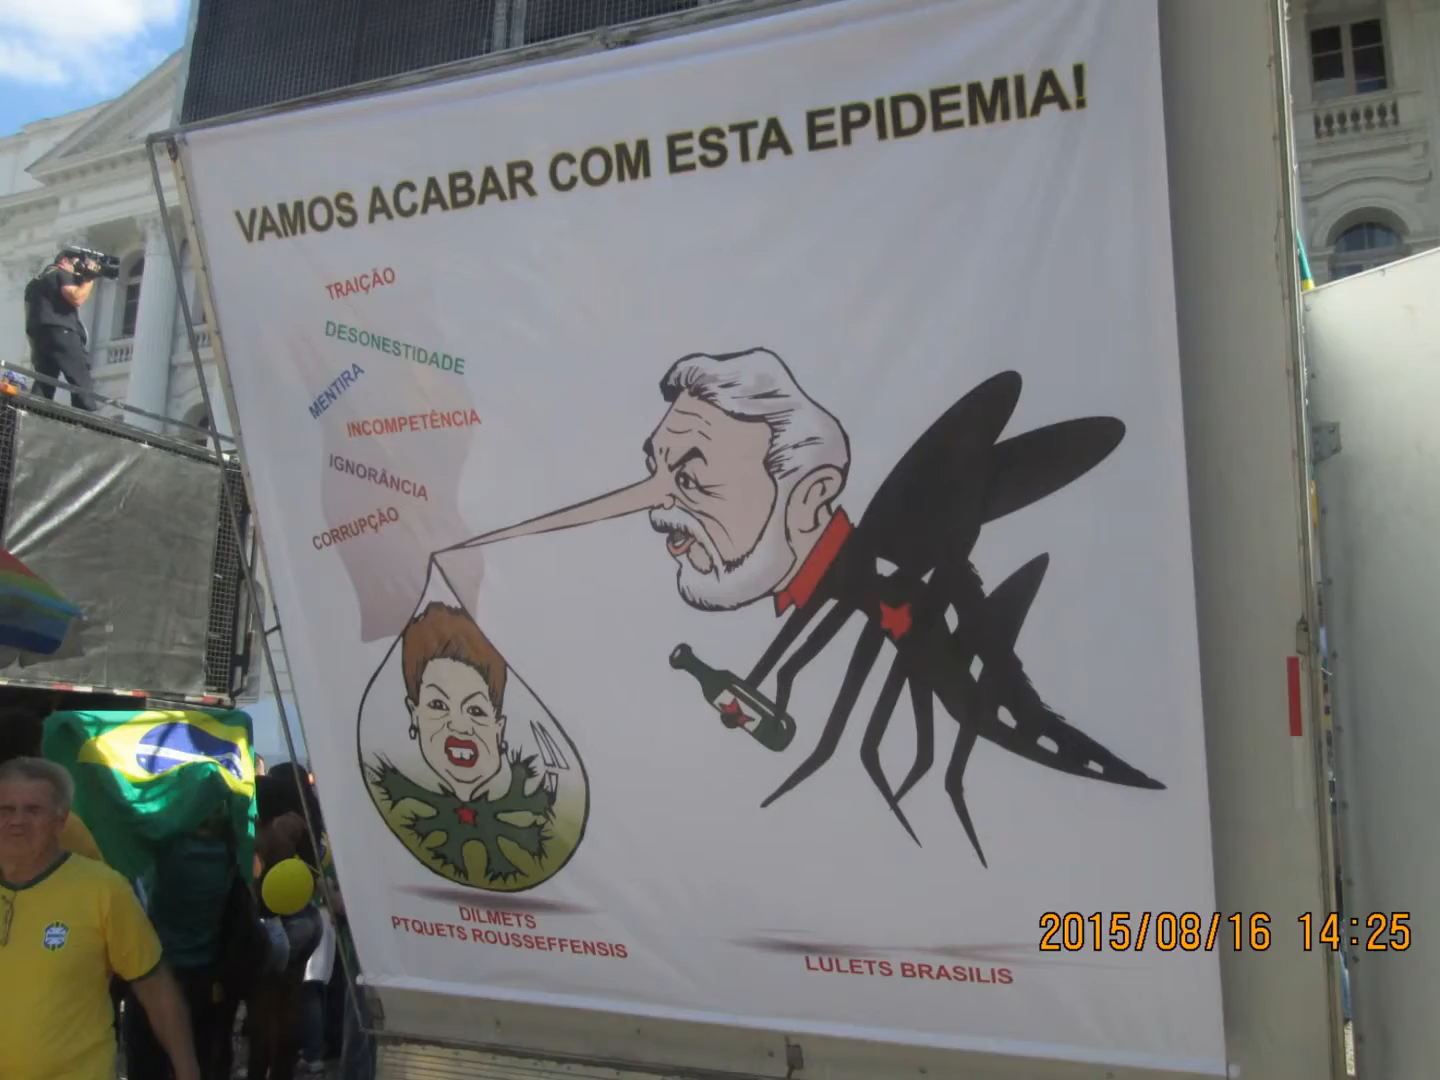 VAMOS ACABAR COM ESTA EPIDEMIA!
TRAIÇÃO
DESONESTIDADE
MENTIRA
INCOMPETÊNCIA
IGNORÂNCIA
CORRUPÇÃO
DILMETS
PTQUETS ROUSSEFFENSIS
LULETS BRASILIS
2015/08/16 14:25